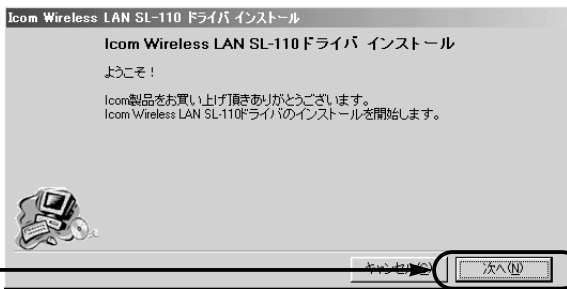 Icom Wireless LAN SL-110 ドライバ インストール
Icom Wireless LAN SL-110ドライバ インストール
ようこそ！
Icom製品をお買い上げ頂きありがとうございます。
Icom Wireless LAN SL-110ドライバのインストールを開始します。
キャンセル(C) 次へ(N)